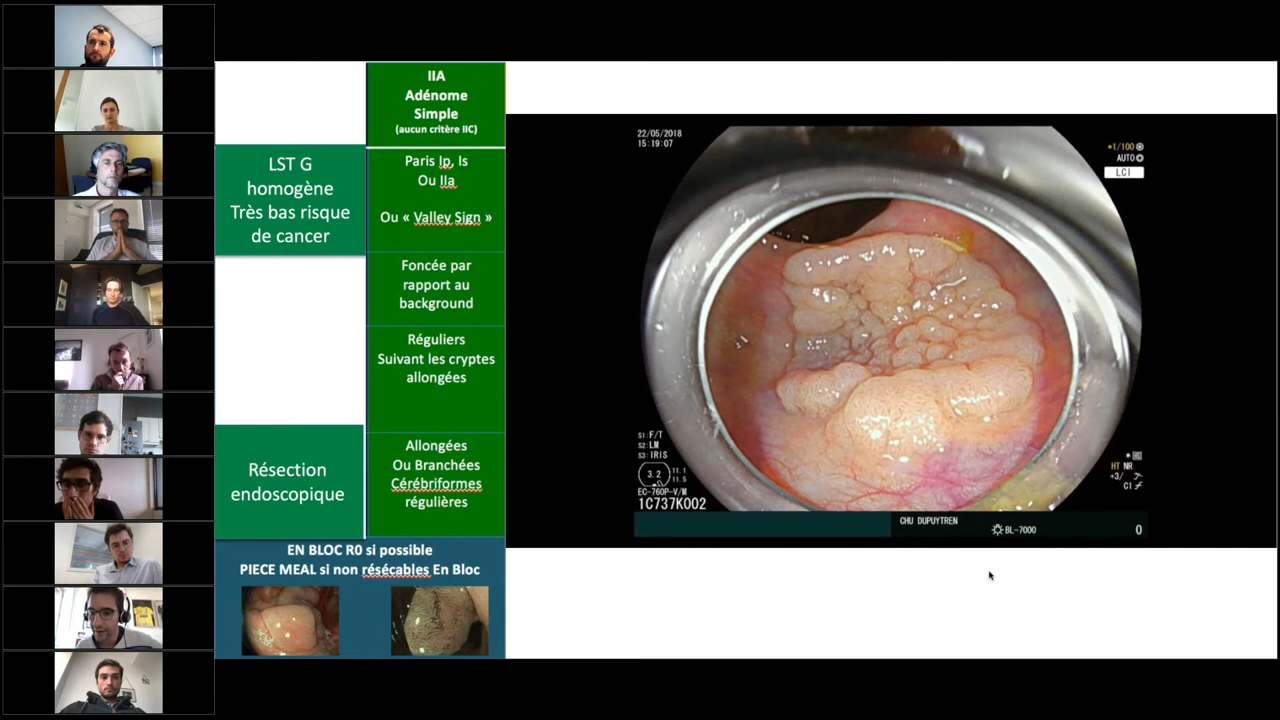 IIA
Adénome
Simple
(aucun critère IIC)
LST G
homogène
Très bas risque
de cancer
Paris Ip, Is
Ou IIa
Ou « Valley Sign »
Foncée par
rapport au
background
Réguliers
Suivant les cryptes
allongées
Résection
endoscopique
Allongées
Ou Branchées
Cérébriformes
régulières
EN BLOC R0 si possible
PIECE MEAL si non résécables En Bloc
22/05/2018
15:19:07
+1/100
AUTO
LCI
S1: F/T
S2: LM
S3: IRIS
3.2
11.1
11.5
EC-760P-V/M
1C737K002
HT NR
+3/
C1
CHU DUPUYTREN
BL-7000
0